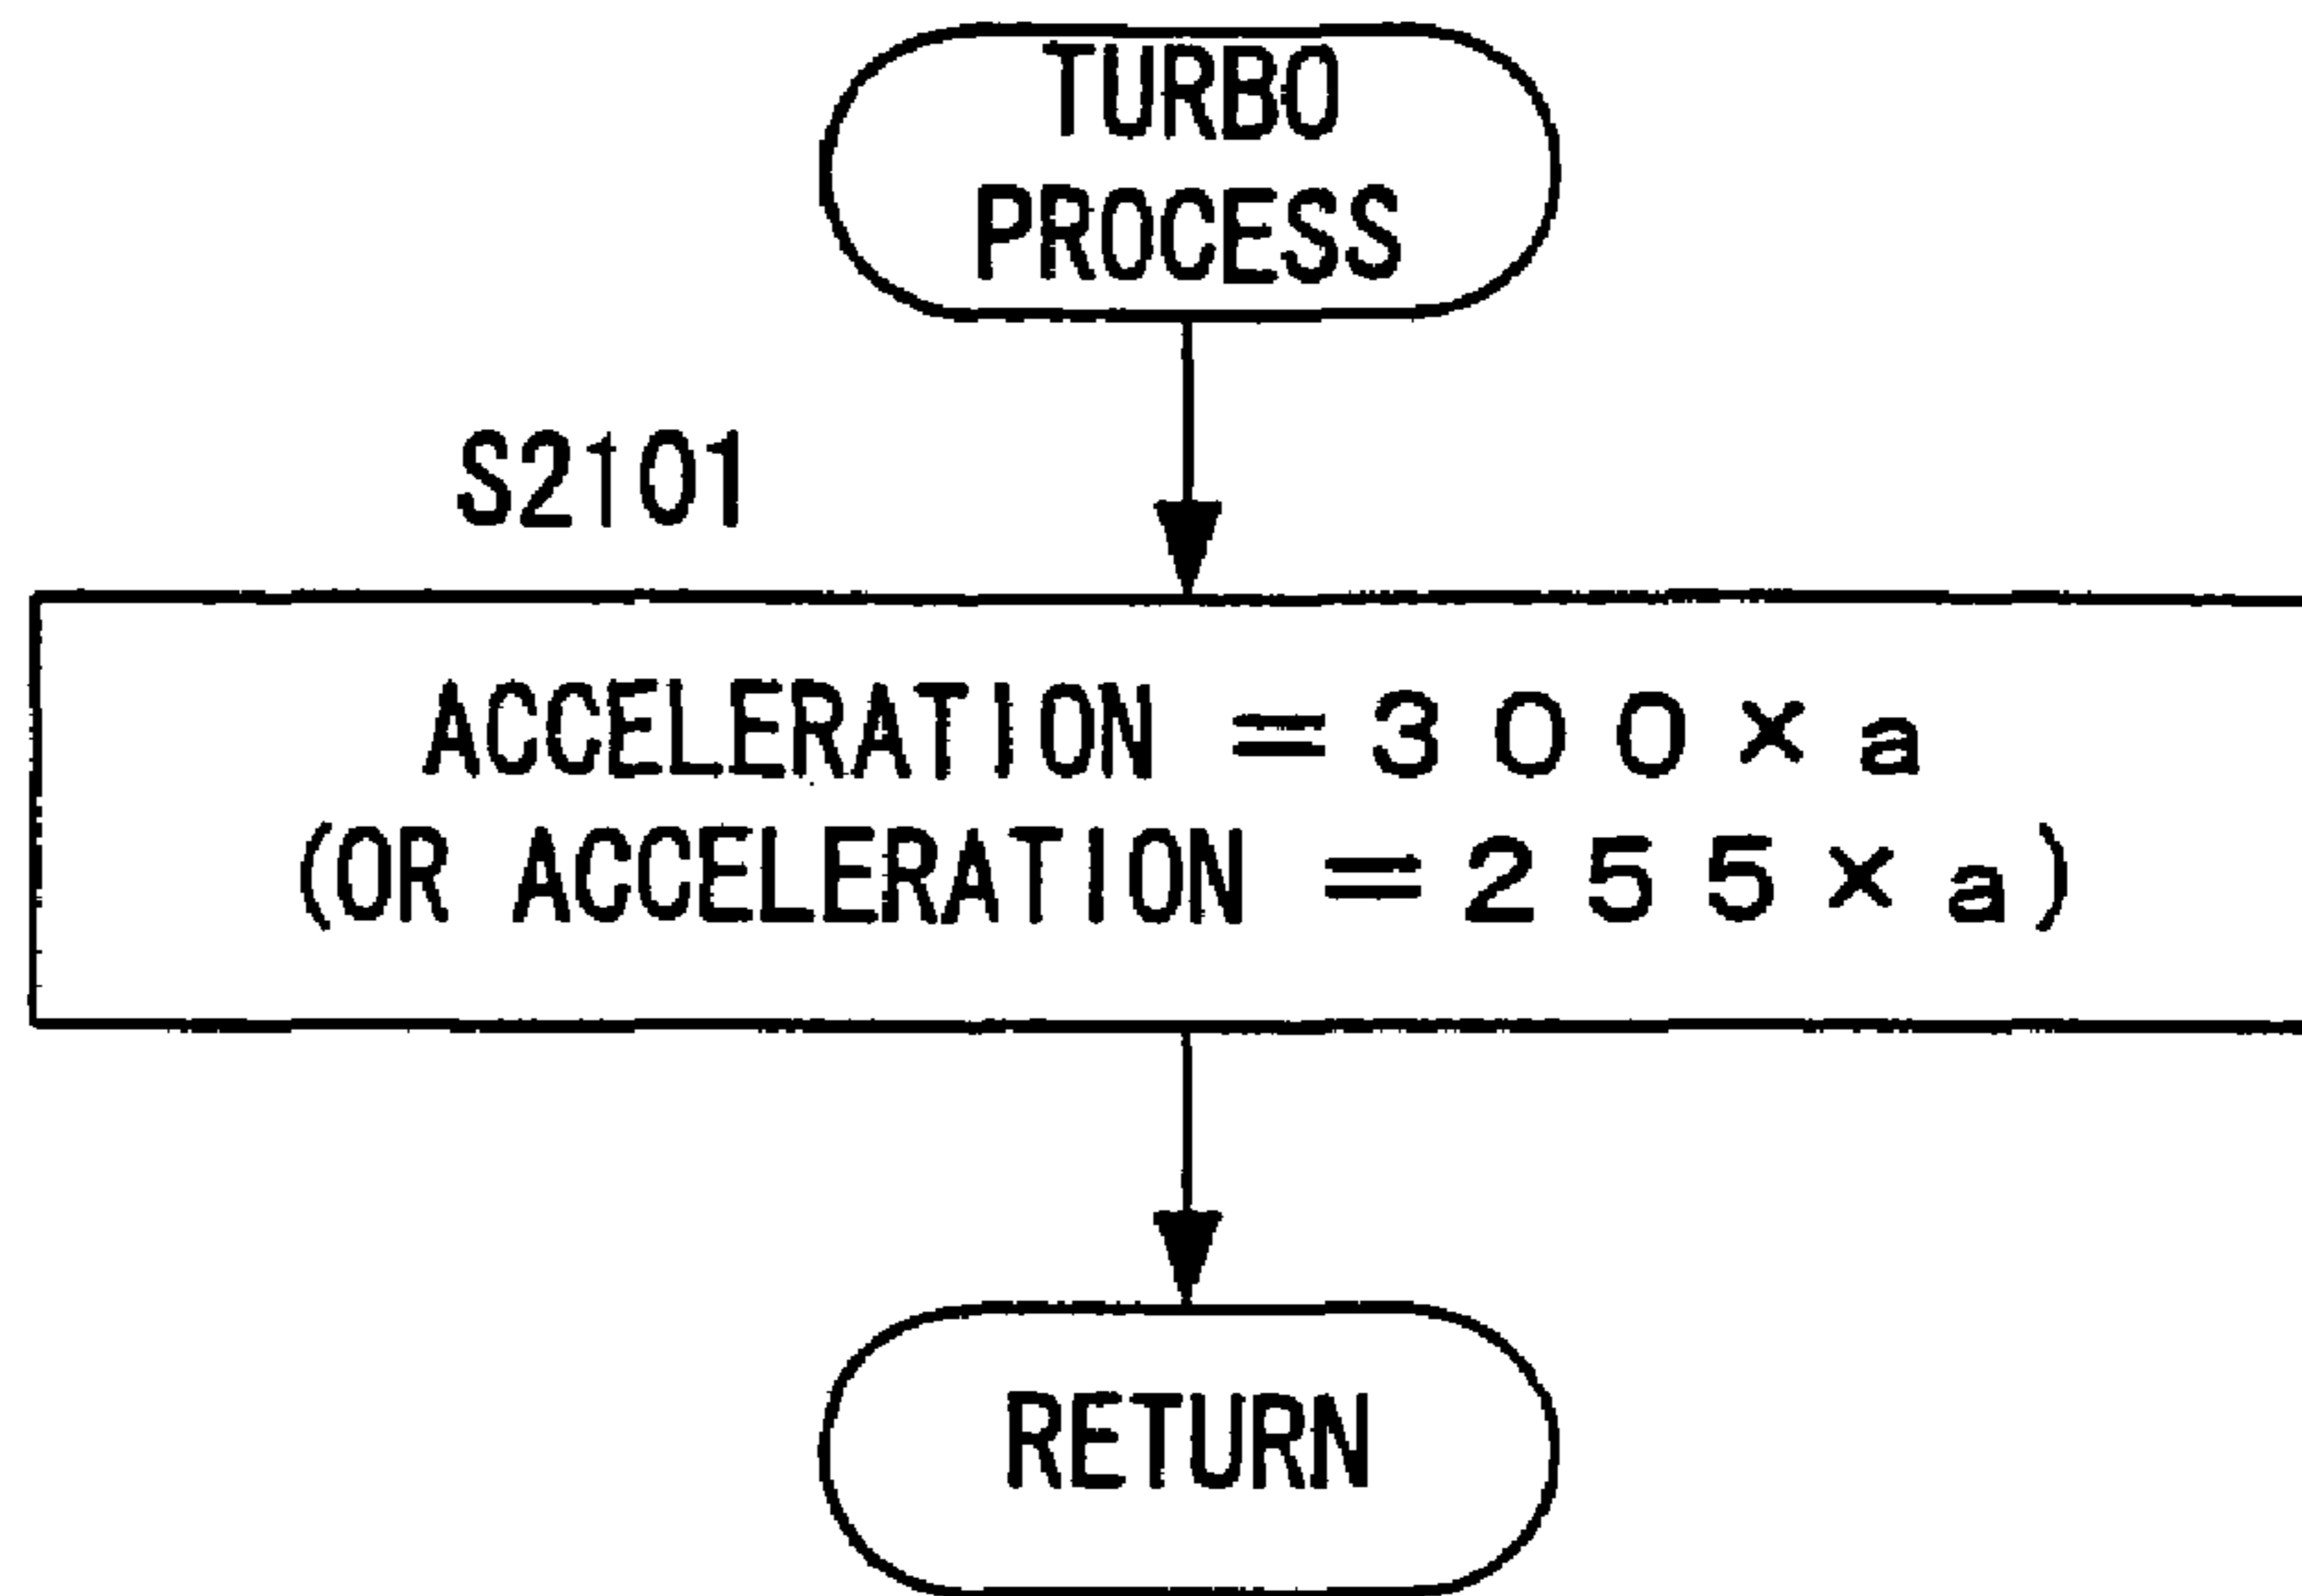 TURBO
PROCESS
S2101
ACCELERATION =300×a
(OR ACCELERATION =255×a)
RETURN